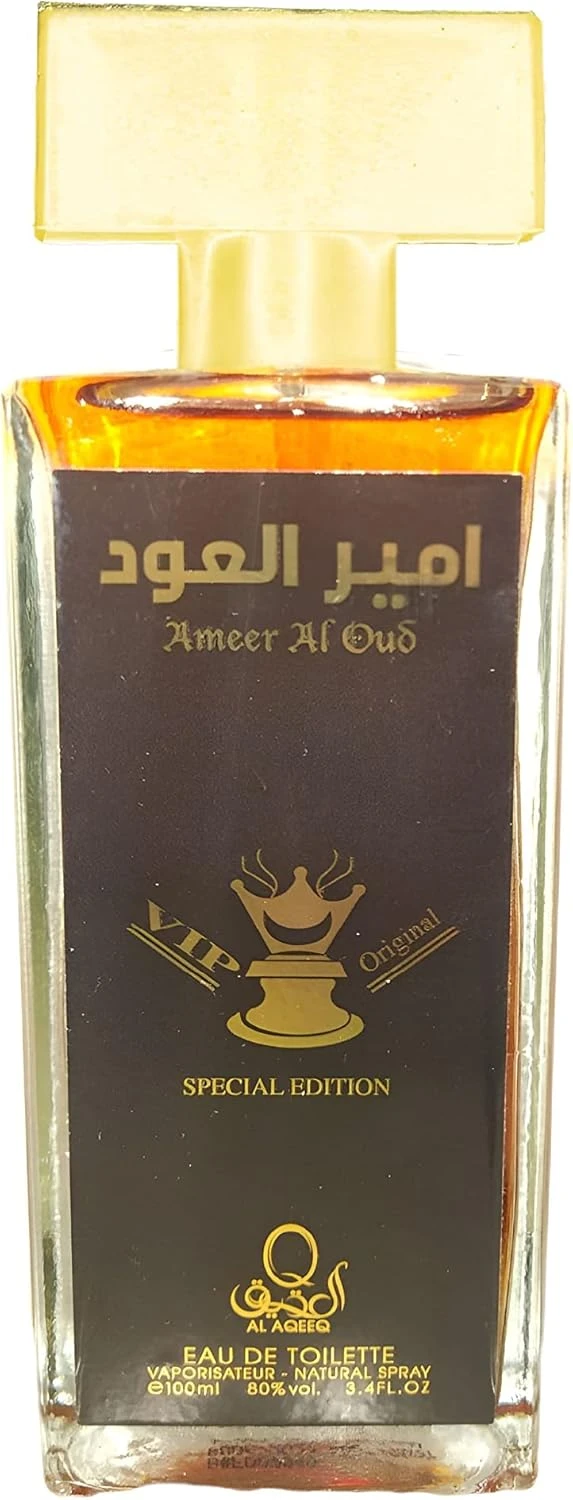 امير العود
Ameer Al Oud
VIP
Original
SPECIAL EDITION
Q
العقيق
AL AQEEQ
EAU DE TOILETTE
VAPORISATEUR - NATURAL SPRAY
℮100ml 80%vol. 3.4FL.OZ